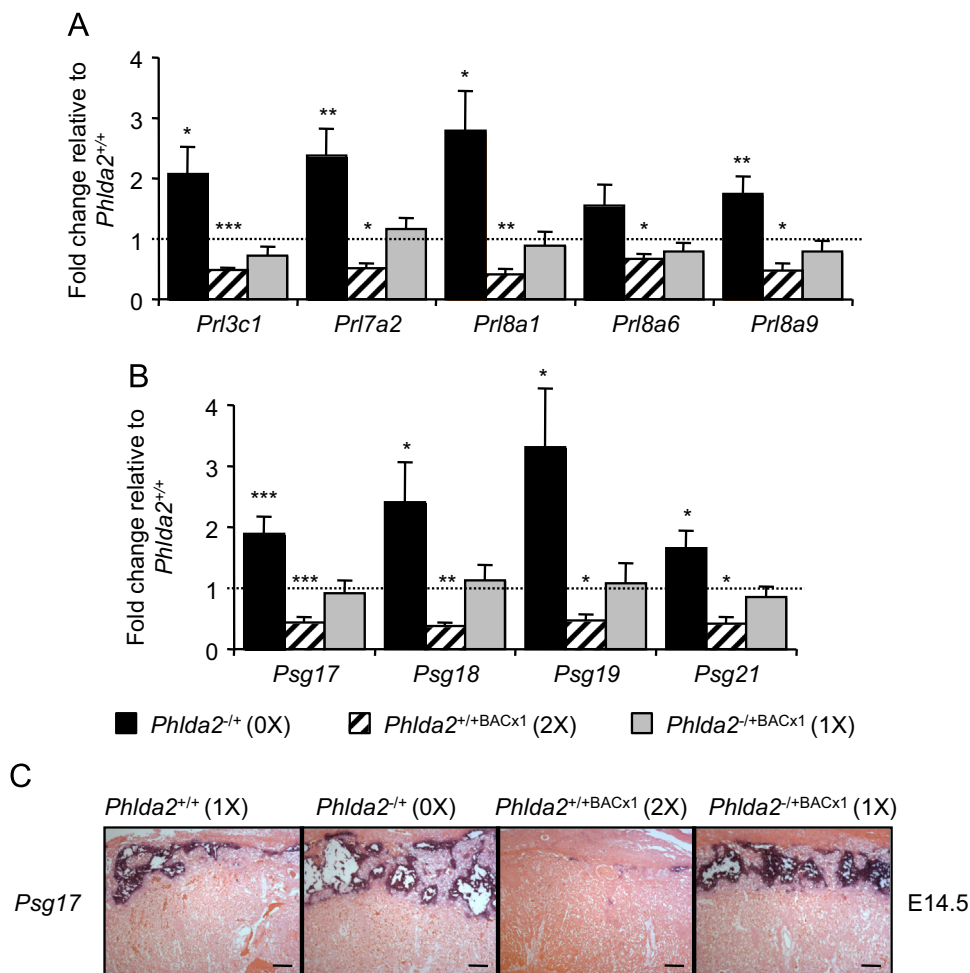 A
Fold change relative to
Phlda2+/+
4
3
2
1
0
*
***
**
*
*
**
*
**
*
Prl3c1 Prl7a2 Prl8a1 Prl8a6 Prl8a9
B
Fold change relative to
Phlda2+/+
4
3
2
1
0
***
***
*
**
*
*
*
*
Psg17 Psg18 Psg19 Psg21
Phlda2-/+ (0X) Phlda2+/+BACx1 (2X) Phlda2-/+BACx1 (1X)
C
Phlda2+/+ (1X) Phlda2-/+ (0X) Phlda2+/+BACx1 (2X) Phlda2-/+BACx1 (1X)
Psg17 E14.5